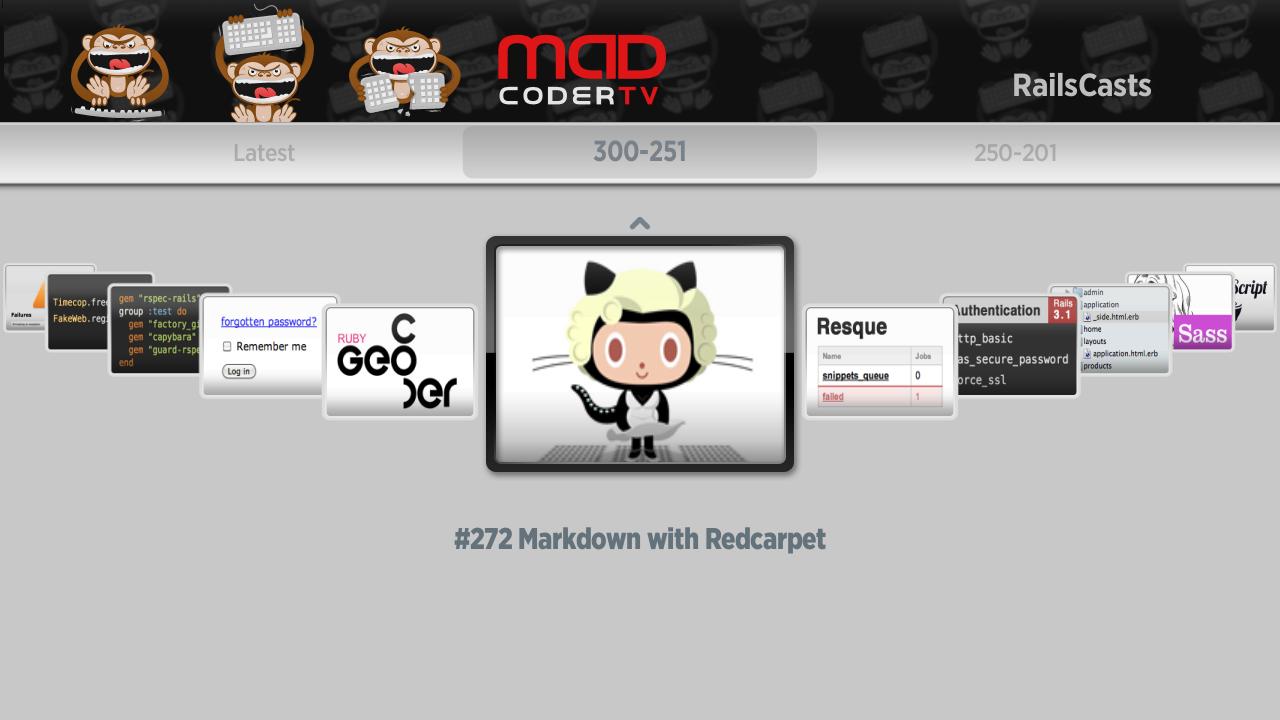 MAD
CODERTV
RailsCasts
Latest
300-251
250-201
Failures
Timecop.fre
FakeWeb.regi
gem "rspec-rails"
group :test do
gem "factory_gi
gem "capybara"
gem "guard-rspe
end
forgotten password?
Remember me
Log in
RUBY
GEOCODER
Resque
Name Jobs
snippets_queue 0
failed 1
Authentication
Rails
3.1
ttp_basic
as_secure_password
orce_ssl
admin
application
_side.html.erb
home
layouts
application.html.erb
products
Sass
cript
#272 Markdown with Redcarpet